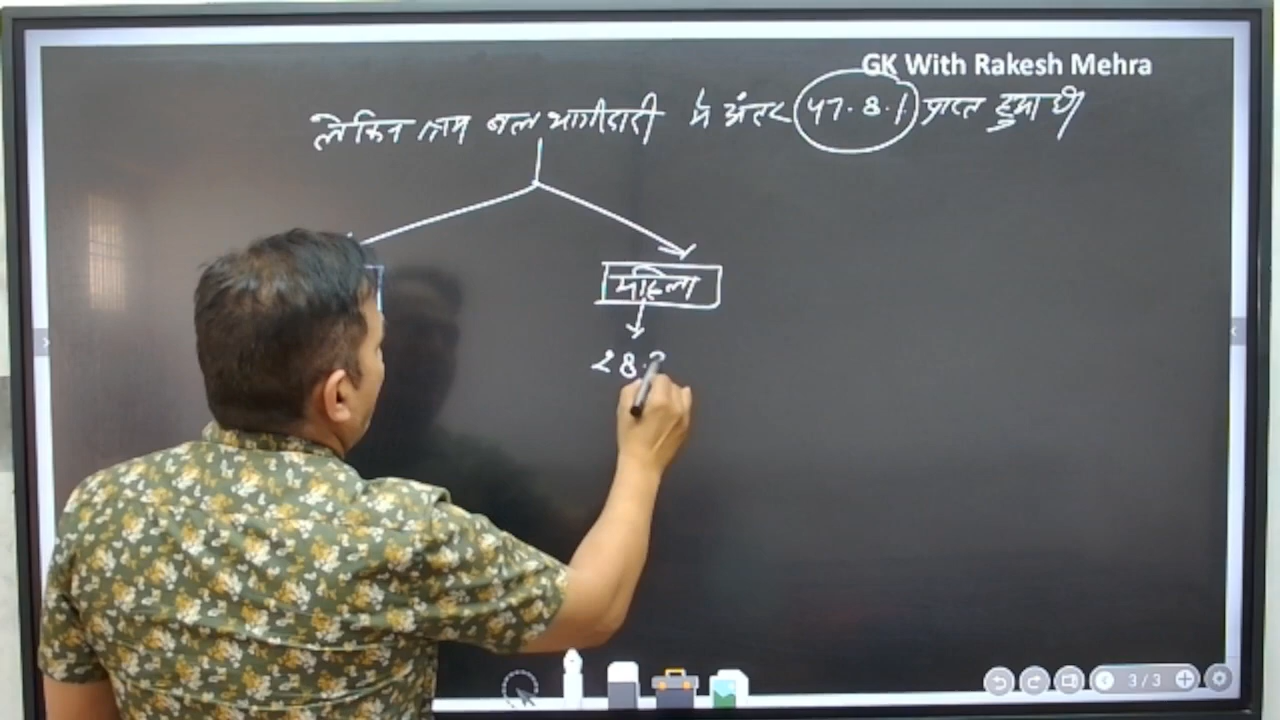 GK With Rakesh Mehra
लेकिन श्रम बल भागीदारी में अंतर 47.8% प्राप्त हुआ था
महिला
28.
3/3